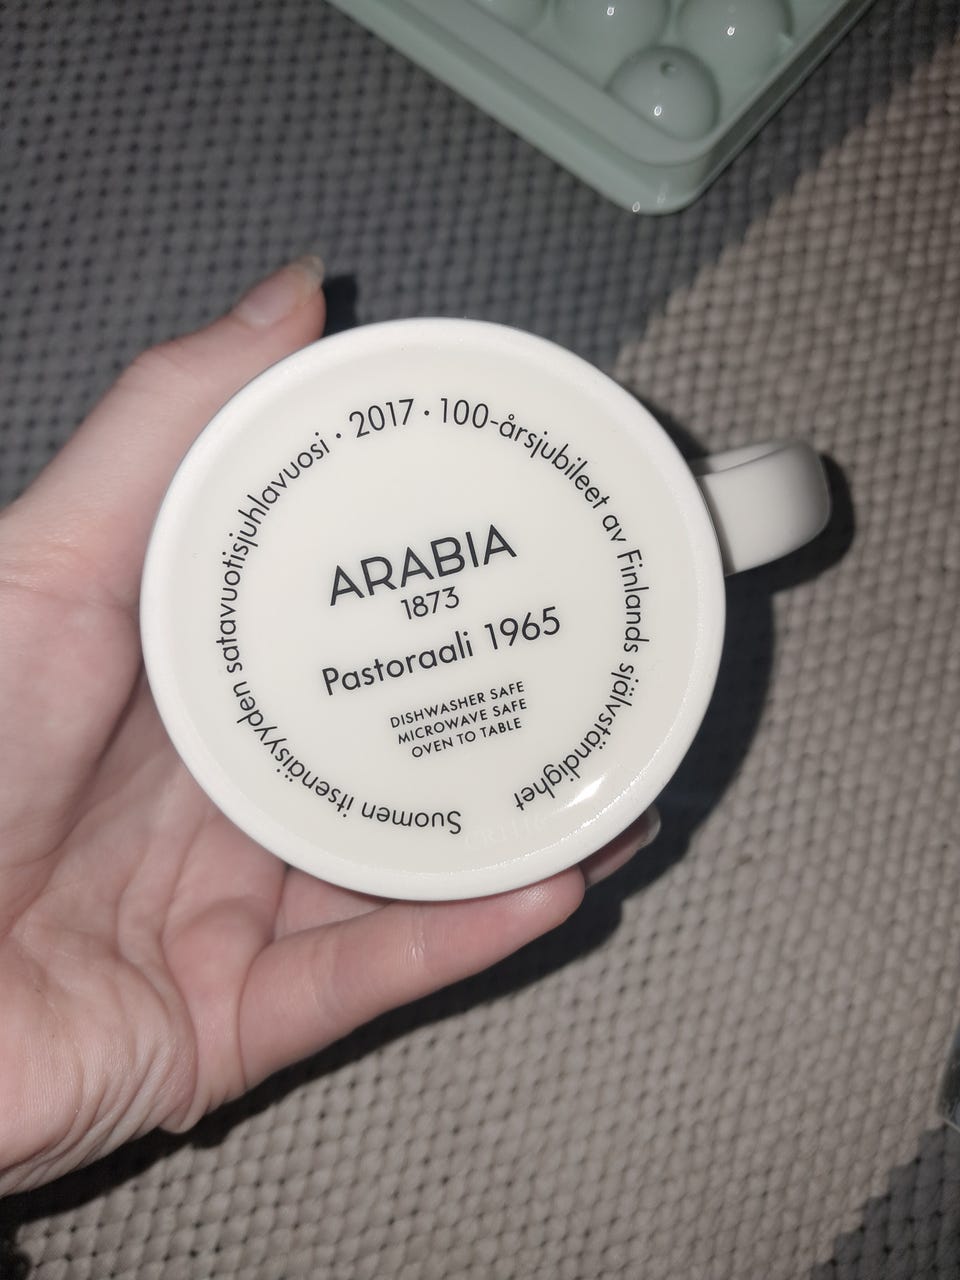 Suomen itsenäisyyden satavuotisjuhlavuosi · 2017 · 100-årsjubileet av Finlands självständighet
ARABIA
1873
Pastoraali 1965
DISHWASHER SAFE
MICROWAVE SAFE
OVEN TO TABLE